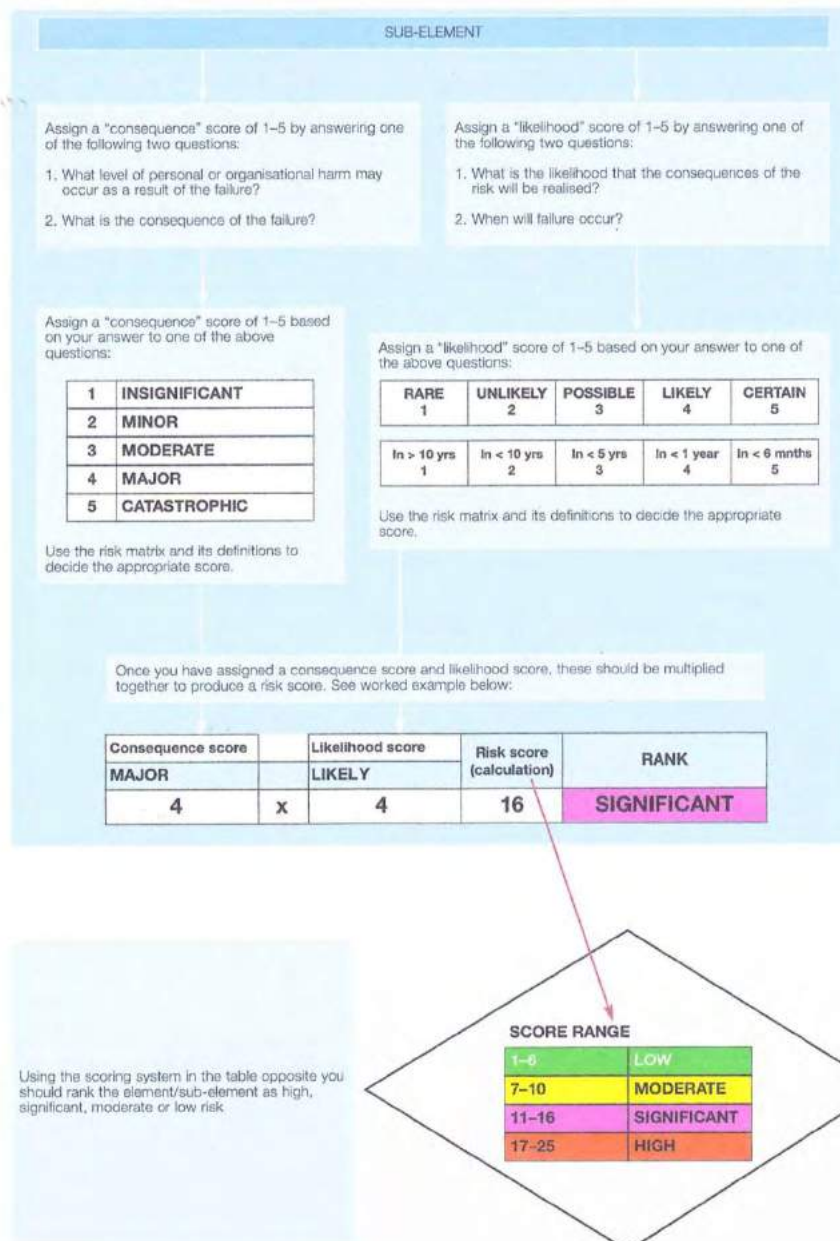 SUB-ELEMENT
Assign a "consequence" score of 1–5 by answering one
of the following two questions:
1. What level of personal or organisational harm may
occur as a result of the failure?
2. What is the consequence of the failure?
Assign a "likelihood" score of 1–5 by answering one of
the following two questions:
1. What is the likelihood that the consequences of the
risk will be realised?
2. When will failure occur?
Assign a "consequence" score of 1–5 based
on your answer to one of the above
questions:
1 INSIGNIFICANT
2 MINOR
3 MODERATE
4 MAJOR
5 CATASTROPHIC
Use the risk matrix and its definitions to
decide the appropriate score.
Assign a "likelihood" score of 1–5 based on your answer to one of
the above questions:
RARE UNLIKELY POSSIBLE LIKELY CERTAIN
1 2 3 4 5
In > 10 yrs In < 10 yrs In < 5 yrs In < 1 year In < 6 mnths
1 2 3 4 5
Use the risk matrix and its definitions to decide the appropriate
score.
Once you have assigned a consequence score and likelihood score, these should be multiplied
together to produce a risk score. See worked example below:
Consequence score Likelihood score Risk score
(calculation) RANK
MAJOR LIKELY
4 x 4 16 SIGNIFICANT
Using the scoring system in the table opposite you
should rank the element/sub-element as high,
significant, moderate or low risk
SCORE RANGE
1–6 LOW
7–10 MODERATE
11–16 SIGNIFICANT
17–25 HIGH